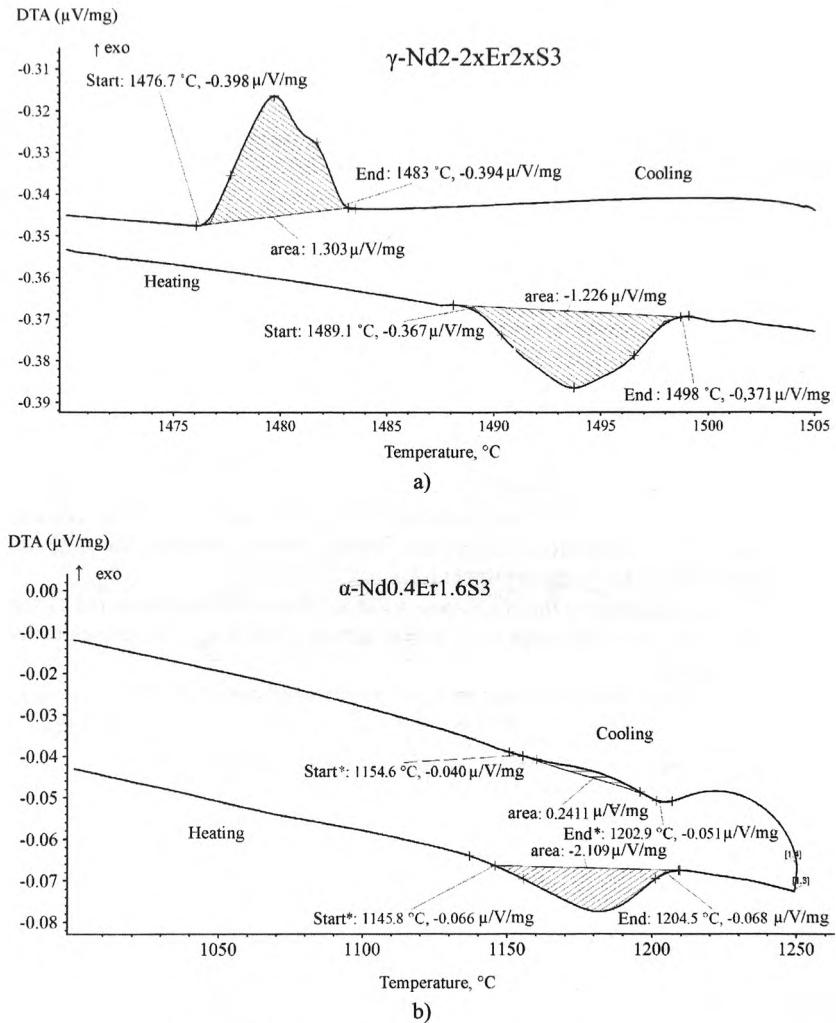 DTA (µV/mg)
↑ exo
γ-Nd2-2xEr2xS3
-0.31
Start: 1476.7 ˚C, -0.398 µ/V/mg
-0.32
-0.33
End: 1483 ˚C, -0.394 µ/V/mg
Cooling
-0.34
-0.35
area: 1.303 µ/V/mg
-0.36
Heating
area: -1.226 µ/V/mg
-0.37
Start: 1489.1 ˚C, -0.367 µ/V/mg
-0.38
End: 1498 ˚C, -0,371 µ/V/mg
-0.39
1475 1480 1485 1490 1495 1500 1505
Temperature, °C
a)
DTA (µV/mg)
↑ exo
α-Nd0.4Er1.6S3
0.00
-0.01
-0.02
-0.03
Cooling
-0.04
Start*: 1154.6 °C, -0.040 µ/V/mg
-0.05
area: 0.2411 µ/V/mg
Heating
End*: 1202.9 °C, -0.051 µ/V/mg
-0.06
area: -2.109 µ/V/mg
[1.3]
-0.07
Start*: 1145.8 °C, -0.066 µ/V/mg
End: 1204.5 °C, -0.068 µ/V/mg
-0.08
1050 1100 1150 1200 1250
Temperature, °C
b)